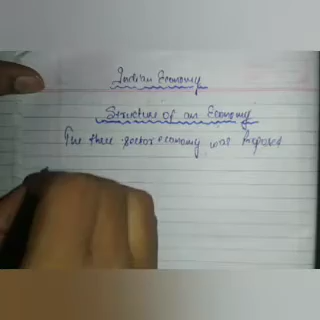 Indian Economy
Structure of an Economy
The three sector economy was proposed